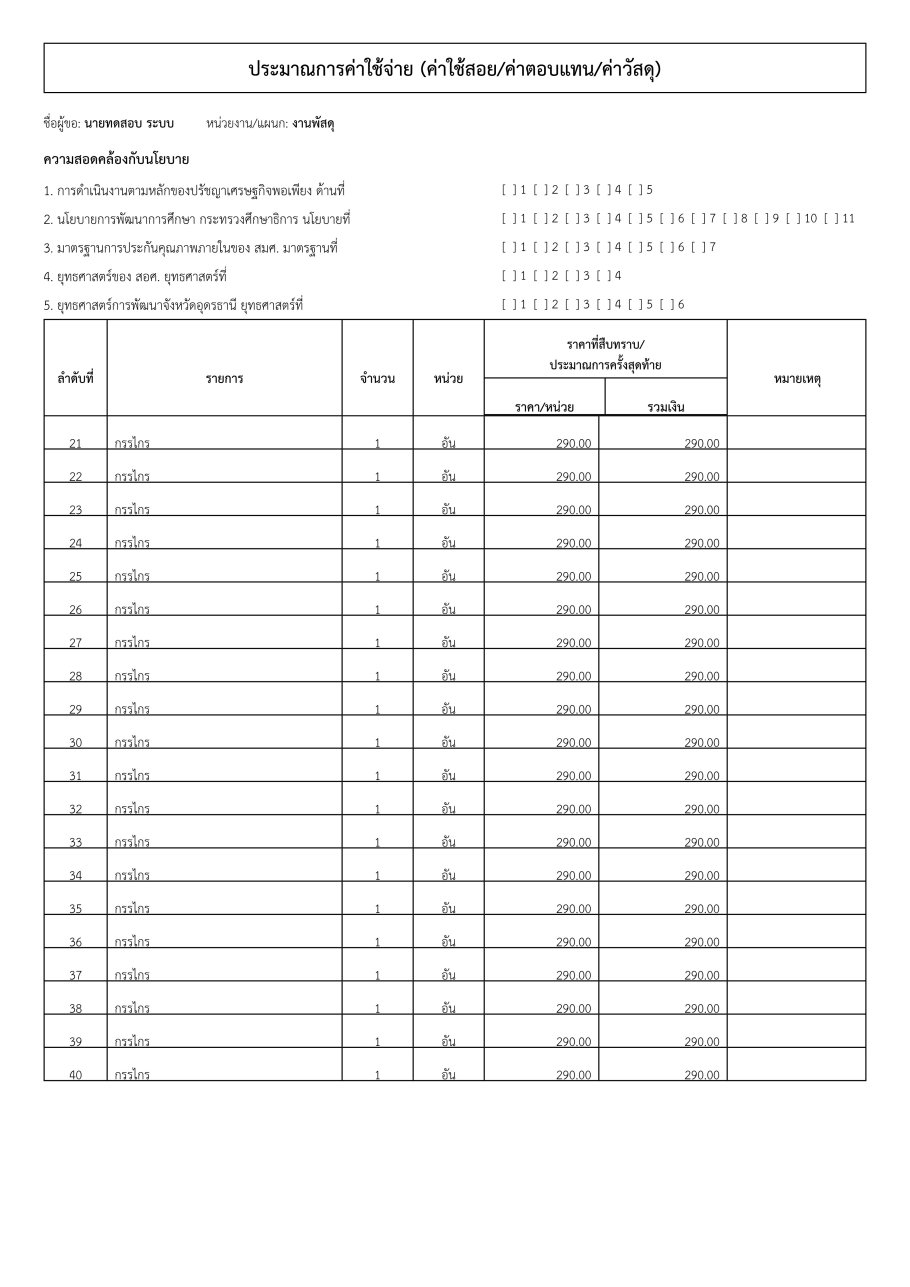 ประมาณการค่าใช้จ่าย (ค่าใช้สอย/ค่าตอบแทน/ค่าวัสดุ)
ชื่อผู้ขอ: นายทดสอบ ระบบ หน่วยงาน/แผนก: งานพัสดุ
ความสอดคล้องกับนโยบาย
1. การดำเนินงานตามหลักของปรัชญาเศรษฐกิจพอเพียง ด้านที่ [ ] 1 [ ] 2 [ ] 3 [ ] 4 [ ] 5
2. นโยบายการพัฒนาการศึกษา กระทรวงศึกษาธิการ นโยบายที่ [ ] 1 [ ] 2 [ ] 3 [ ] 4 [ ] 5 [ ] 6 [ ] 7 [ ] 8 [ ] 9 [ ] 10 [ ] 11
3. มาตรฐานการประกันคุณภาพภายในของ สมศ. มาตรฐานที่ [ ] 1 [ ] 2 [ ] 3 [ ] 4 [ ] 5 [ ] 6 [ ] 7
4. ยุทธศาสตร์ของ สอศ. ยุทธศาสตร์ที่ [ ] 1 [ ] 2 [ ] 3 [ ] 4
5. ยุทธศาสตร์การพัฒนาจังหวัดอุดรธานี ยุทธศาสตร์ที่ [ ] 1 [ ] 2 [ ] 3 [ ] 4 [ ] 5 [ ] 6
ราคาที่สืบทราบ/
ประมาณการครั้งสุดท้าย
ลำดับที่ รายการ จำนวน หน่วย หมายเหตุ
ราคา/หน่วย รวมเงิน
21 กรรไกร 1 อัน 290.00 290.00
22 กรรไกร 1 อัน 290.00 290.00
23 กรรไกร 1 อัน 290.00 290.00
24 กรรไกร 1 อัน 290.00 290.00
25 กรรไกร 1 อัน 290.00 290.00
26 กรรไกร 1 อัน 290.00 290.00
27 กรรไกร 1 อัน 290.00 290.00
28 กรรไกร 1 อัน 290.00 290.00
29 กรรไกร 1 อัน 290.00 290.00
30 กรรไกร 1 อัน 290.00 290.00
31 กรรไกร 1 อัน 290.00 290.00
32 กรรไกร 1 อัน 290.00 290.00
33 กรรไกร 1 อัน 290.00 290.00
34 กรรไกร 1 อัน 290.00 290.00
35 กรรไกร 1 อัน 290.00 290.00
36 กรรไกร 1 อัน 290.00 290.00
37 กรรไกร 1 อัน 290.00 290.00
38 กรรไกร 1 อัน 290.00 290.00
39 กรรไกร 1 อัน 290.00 290.00
40 กรรไกร 1 อัน 290.00 290.00